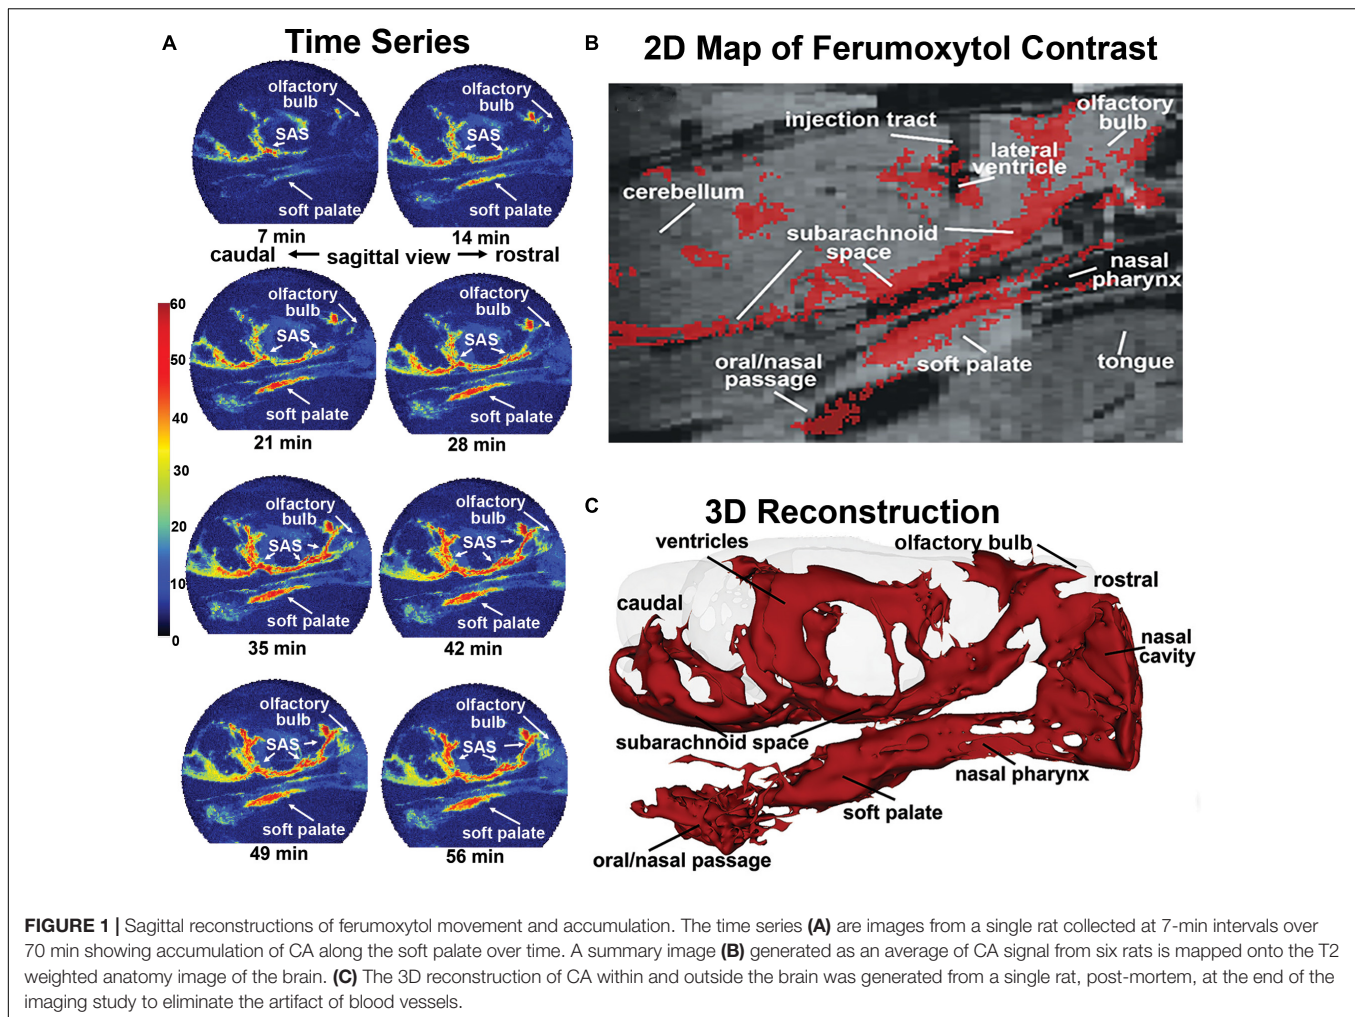 A
Time Series
olfactory
bulb
SAS
soft palate
7 min
olfactory
bulb
SAS
soft palate
14 min
caudal
sagittal view
rostral
olfactory
bulb
SAS
soft palate
21 min
olfactory
bulb
SAS
soft palate
28 min
60
50
40
30
20
10
0
olfactory
bulb
SAS
soft palate
35 min
olfactory
bulb
SAS
soft palate
42 min
olfactory
bulb
SAS
soft palate
49 min
olfactory
bulb
SAS
soft palate
56 min
B
2D Map of Ferumoxytol Contrast
injection tract
olfactory
bulb
lateral
ventricle
cerebellum
subarachnoid
space
nasal
pharynx
oral/nasal
passage
soft palate
tongue
C
3D Reconstruction
ventricles
olfactory bulb
rostral
caudal
nasal
cavity
subarachnoid space
nasal pharynx
soft palate
oral/nasal passage
FIGURE 1 | Sagittal reconstructions of ferumoxytol movement and accumulation. The time series (A) are images from a single rat collected at 7-min intervals over
70 min showing accumulation of CA along the soft palate over time. A summary image (B) generated as an average of CA signal from six rats is mapped onto the T2
weighted anatomy image of the brain. (C) The 3D reconstruction of CA within and outside the brain was generated from a single rat, post-mortem, at the end of the
imaging study to eliminate the artifact of blood vessels.